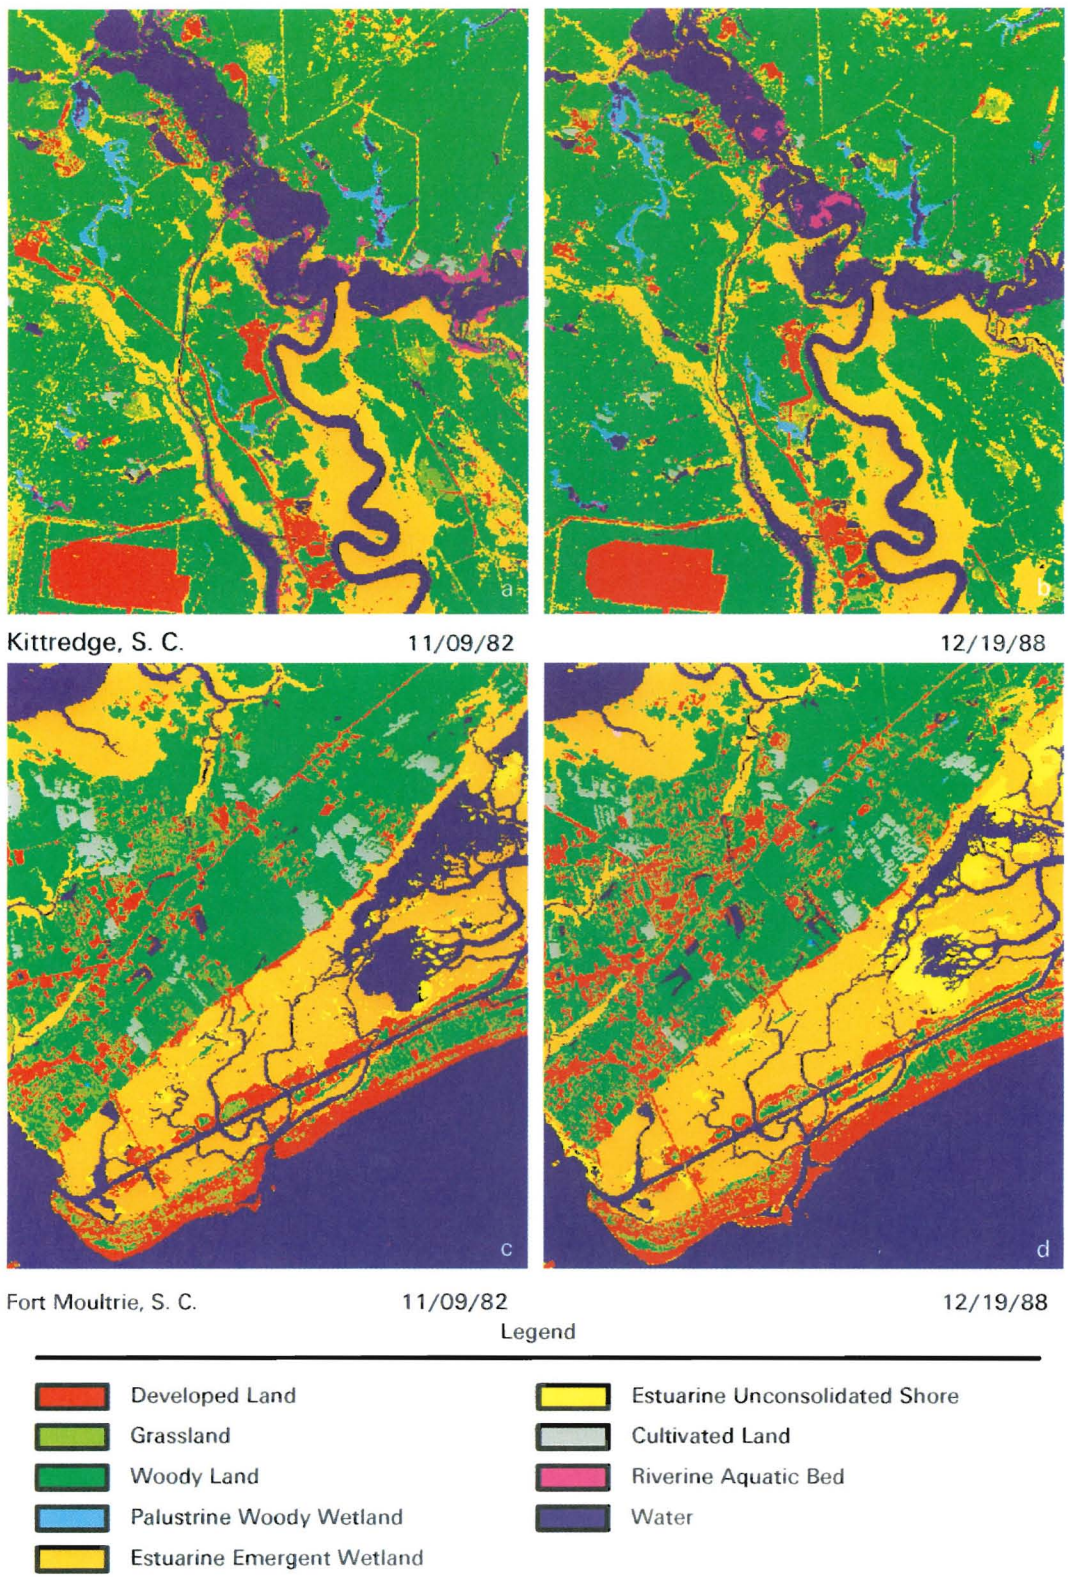 a
b
Kittredge, S. C. 11/09/82 12/19/88
c
d
Fort Moultrie, S. C. 11/09/82 12/19/88
Legend
Developed Land
Grassland
Woody Land
Palustrine Woody Wetland
Estuarine Emergent Wetland
Estuarine Unconsolidated Shore
Cultivated Land
Riverine Aquatic Bed
Water